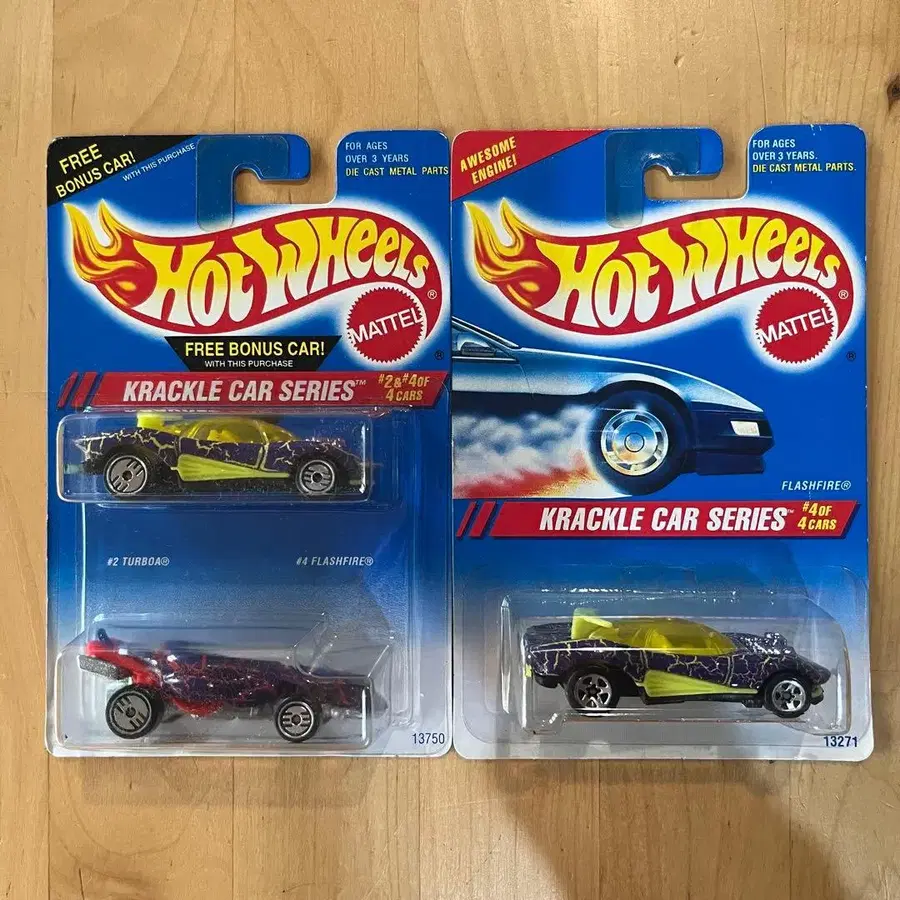 FREE
BONUS CAR!
WITH THIS PURCHASE
FOR AGES
OVER 3 YEARS
DIE CAST METAL PARTS
HOT WHEELS®
MATTEL®
FREE BONUS CAR!
WITH THIS PURCHASE
KRACKLE CAR SERIES™
#2&#4 OF
4 CARS
#2 TURBOA®
#4 FLASHFIRE®
13750
AWESOME
ENGINE!
FOR AGES
OVER 3 YEARS.
DIE CAST METAL PARTS.
HOT WHEELS®
MATTEL®
FLASHFIRE®
KRACKLE CAR SERIES™
#4 OF
4 CARS
13271